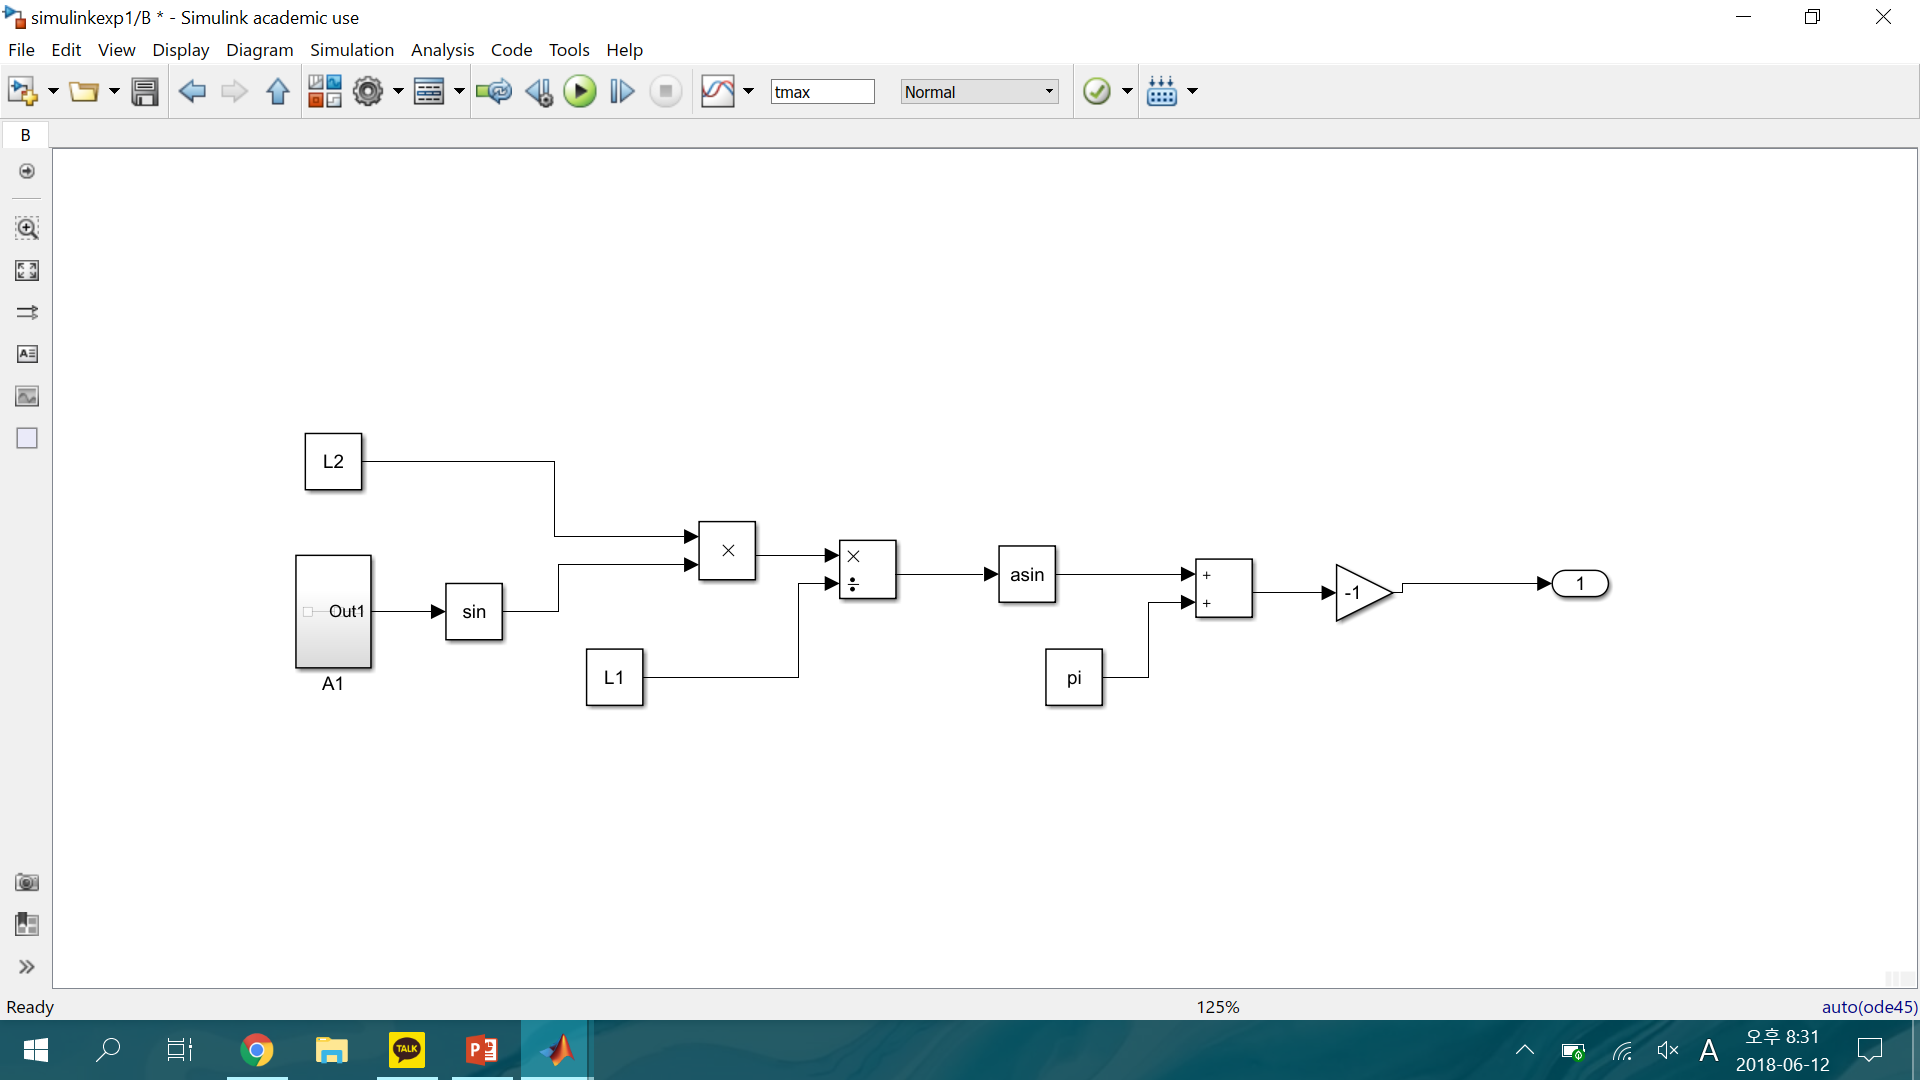 simulinkexp1/B * - Simulink academic use
File Edit View Display Diagram Simulation Analysis Code Tools Help
tmax Normal
B
L2
×
× ÷
asin
+ +
-1
1
Out1
sin
A1
L1
pi
Ready 125% auto(ode45)
TALK
A
오후 8:31
2018-06-12